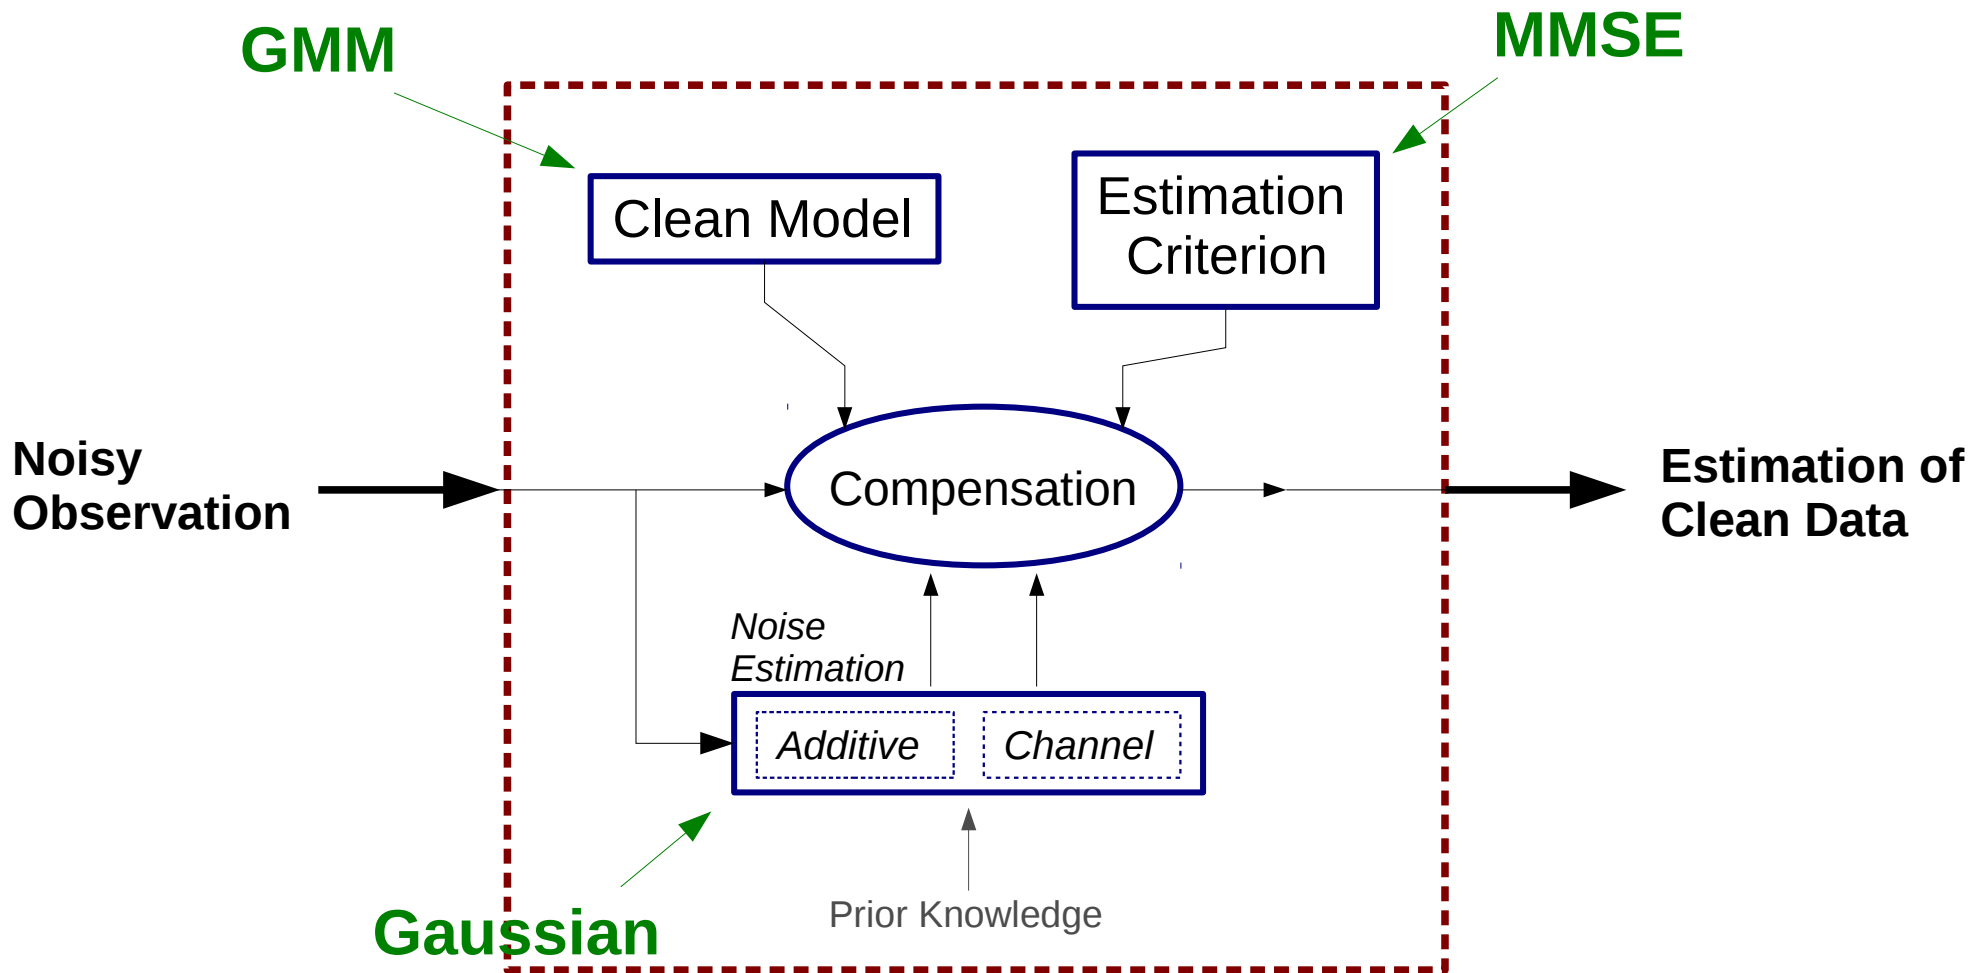 GMM
MMSE
Clean Model
Estimation
Criterion
Noisy
Observation
Compensation
Estimation of
Clean Data
Noise
Estimation
Additive
Channel
Gaussian
Prior Knowledge